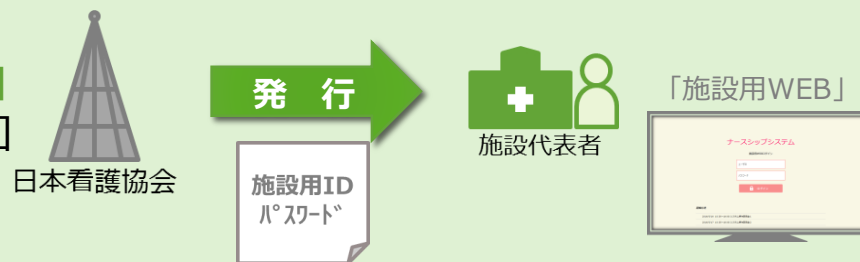 発 行
「施設用WEB」
ナースシップシステム
施設代表者
日本看護協会
施設用ID
ﾊﾟｽﾜｰﾄﾞ